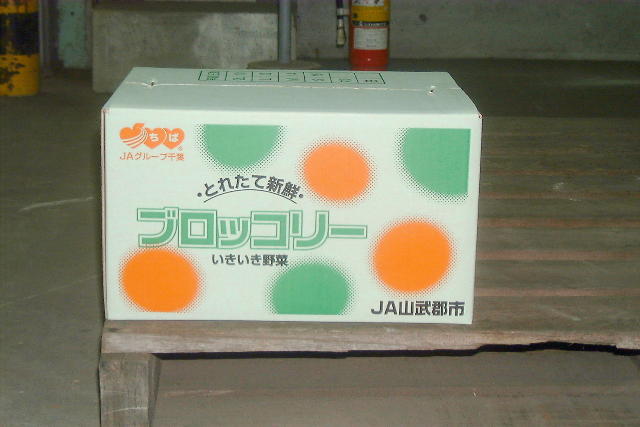 ちば
JAグループ千葉
・とれたて新鮮・
ブロッコリー
いきいき野菜
JA山武郡市